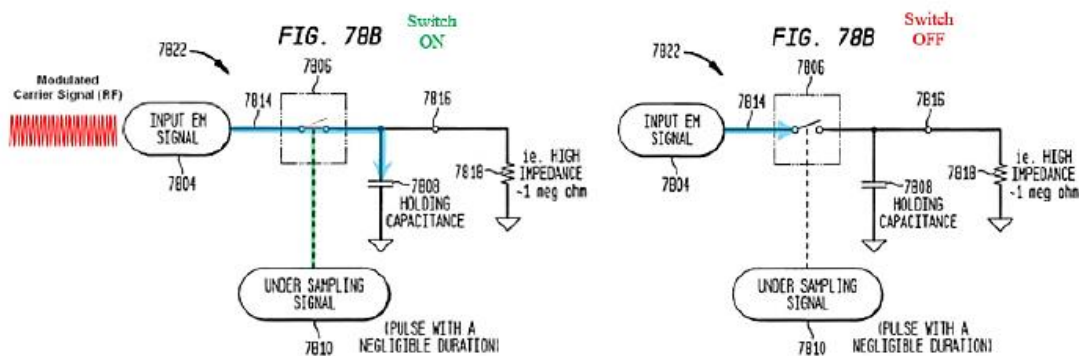 FIG. 78B
Switch
ON
7822
7806
Modulated
Carrier Signal (RF)
7814
7816
INPUT EM
SIGNAL
7804
7808
HOLDING
CAPACITANCE
7818
ie. HIGH
IMPEDANCE
~1 meg ohm
UNDER SAMPLING
SIGNAL
7810
(PULSE WITH A
NEGLIGIBLE DURATION)
FIG. 78B
Switch
OFF
7822
7806
7814
7816
INPUT EM
SIGNAL
7804
7808
HOLDING
CAPACITANCE
7818
ie. HIGH
IMPEDANCE
~1 meg ohm
UNDER SAMPLING
SIGNAL
7810
(PULSE WITH A
NEGLIGIBLE DURATION)